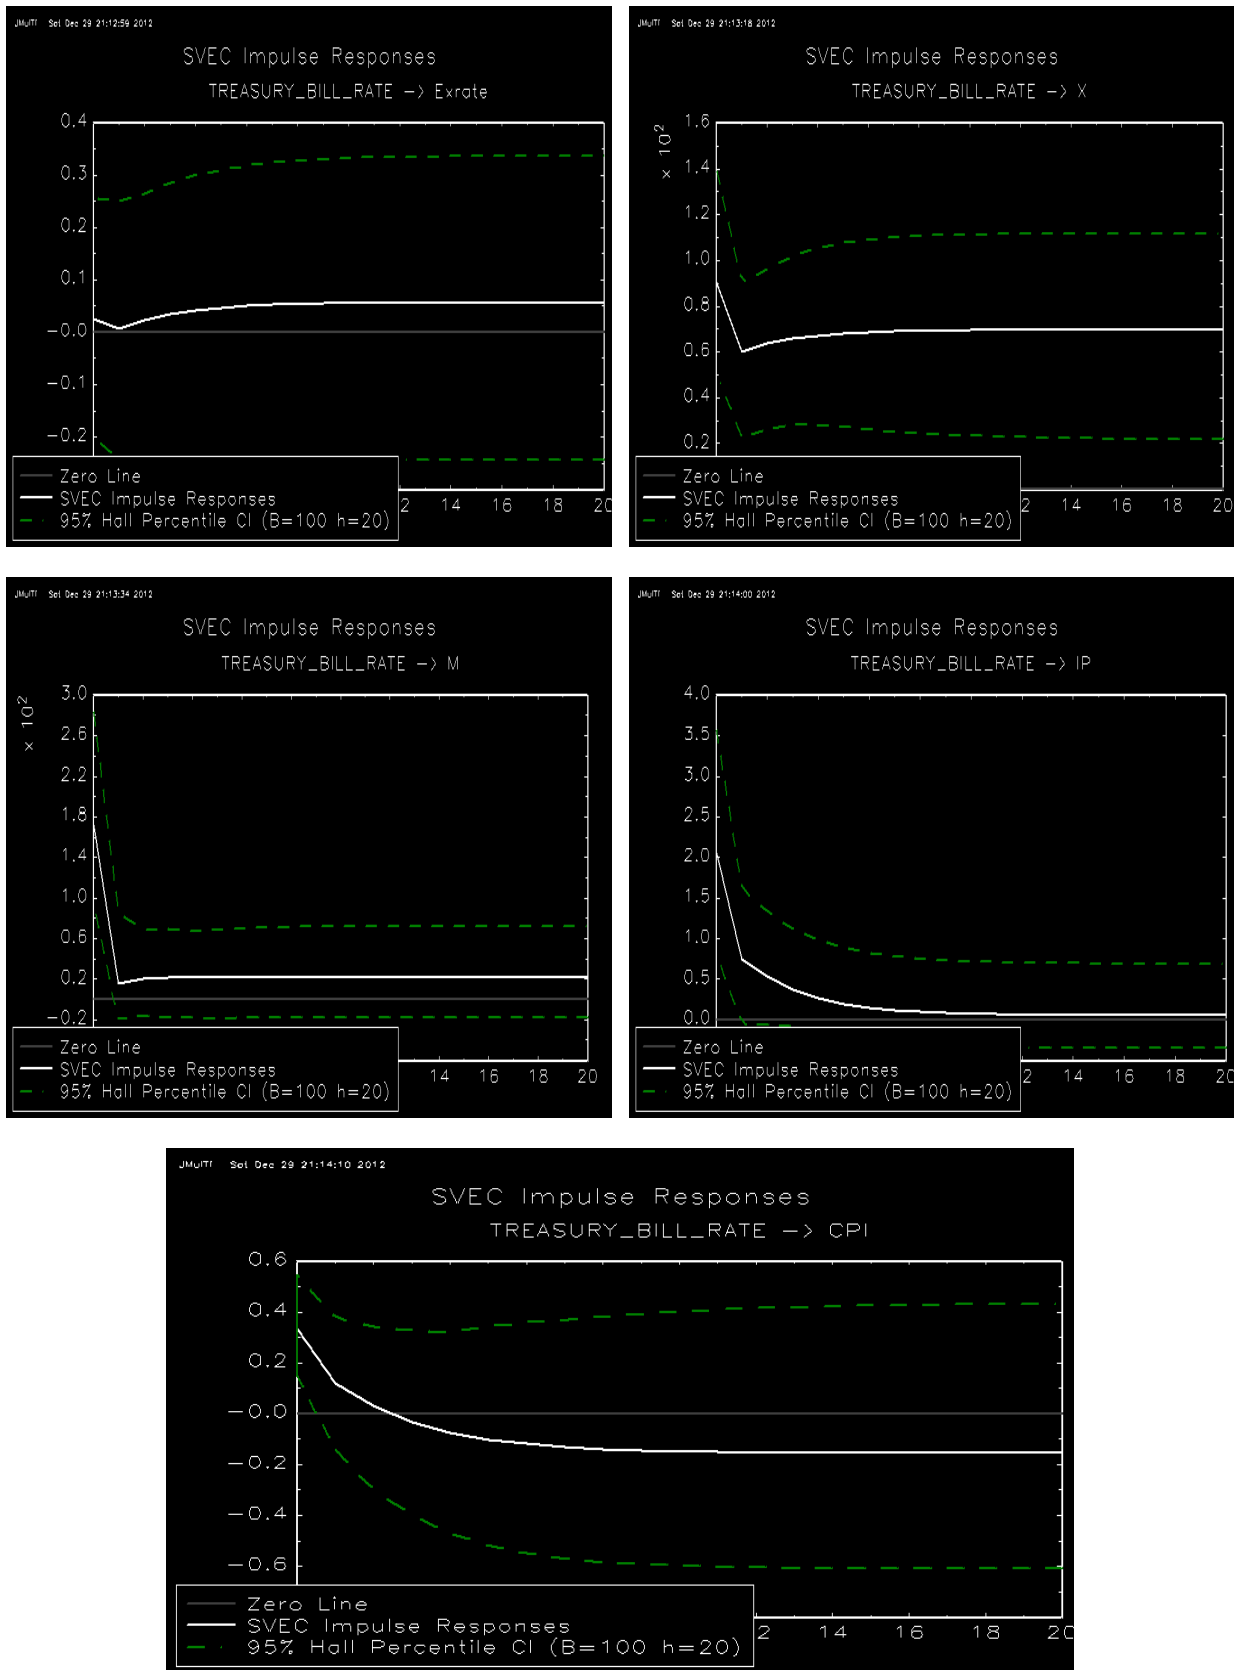 JMulTi Sat Dec 29 21:12:59 2012
SVEC Impulse Responses
TREASURY_BILL_RATE -> Exrate
0.4
0.3
0.2
0.1
-0.0
-0.1
-0.2
Zero Line
SVEC Impulse Responses
95% Hall Percentile CI (B=100 h=20)
12 14 16 18 20
JMulTi Sat Dec 29 21:13:18 2012
SVEC Impulse Responses
TREASURY_BILL_RATE -> X
× 10²
1.6
1.4
1.2
1.0
0.8
0.6
0.4
0.2
Zero Line
SVEC Impulse Responses
95% Hall Percentile CI (B=100 h=20)
12 14 16 18 20
JMulTi Sat Dec 29 21:13:34 2012
SVEC Impulse Responses
TREASURY_BILL_RATE -> M
× 10²
3.0
2.6
2.2
1.8
1.4
1.0
0.6
0.2
-0.2
Zero Line
SVEC Impulse Responses
95% Hall Percentile CI (B=100 h=20)
14 16 18 20
JMulTi Sat Dec 29 21:14:00 2012
SVEC Impulse Responses
TREASURY_BILL_RATE -> IP
4.0
3.5
3.0
2.5
2.0
1.5
1.0
0.5
0.0
Zero Line
SVEC Impulse Responses
95% Hall Percentile CI (B=100 h=20)
12 14 16 18 20
JMulTi Sat Dec 29 21:14:10 2012
SVEC Impulse Responses
TREASURY_BILL_RATE -> CPI
0.6
0.4
0.2
-0.0
-0.2
-0.4
-0.6
Zero Line
SVEC Impulse Responses
95% Hall Percentile CI (B=100 h=20)
2 14 16 18 20